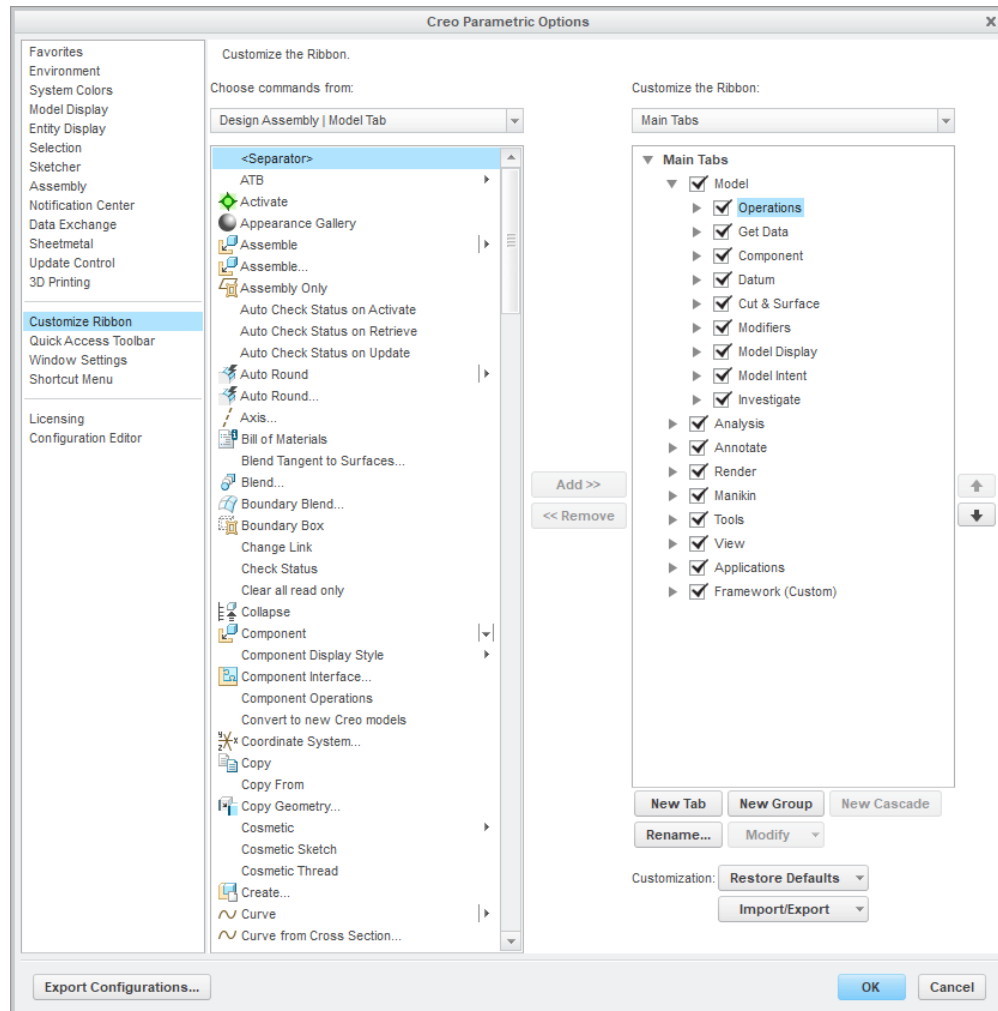 Creo Parametric Options
Favorites
Environment
System Colors
Model Display
Entity Display
Selection
Sketcher
Assembly
Notification Center
Data Exchange
Sheetmetal
Update Control
3D Printing
Customize Ribbon
Quick Access Toolbar
Window Settings
Shortcut Menu
Licensing
Configuration Editor
Customize the Ribbon.
Choose commands from:
Design Assembly | Model Tab
<Separator>
ATB
Activate
Appearance Gallery
Assemble
Assemble...
Assembly Only
Auto Check Status on Activate
Auto Check Status on Retrieve
Auto Check Status on Update
Auto Round
Auto Round...
Axis...
Bill of Materials
Blend Tangent to Surfaces...
Blend...
Boundary Blend...
Boundary Box
Change Link
Check Status
Clear all read only
Collapse
Component
Component Display Style
Component Interface...
Component Operations
Convert to new Creo models
Coordinate System...
Copy
Copy From
Copy Geometry...
Cosmetic
Cosmetic Sketch
Cosmetic Thread
Create...
Curve
Curve from Cross Section...
Add >>
<< Remove
Customize the Ribbon:
Main Tabs
Main Tabs
Model
Operations
Get Data
Component
Datum
Cut & Surface
Modifiers
Model Display
Model Intent
Investigate
Analysis
Annotate
Render
Manikin
Tools
View
Applications
Framework (Custom)
New Tab New Group New Cascade
Rename... Modify
Customization: Restore Defaults
Import/Export
Export Configurations... OK Cancel